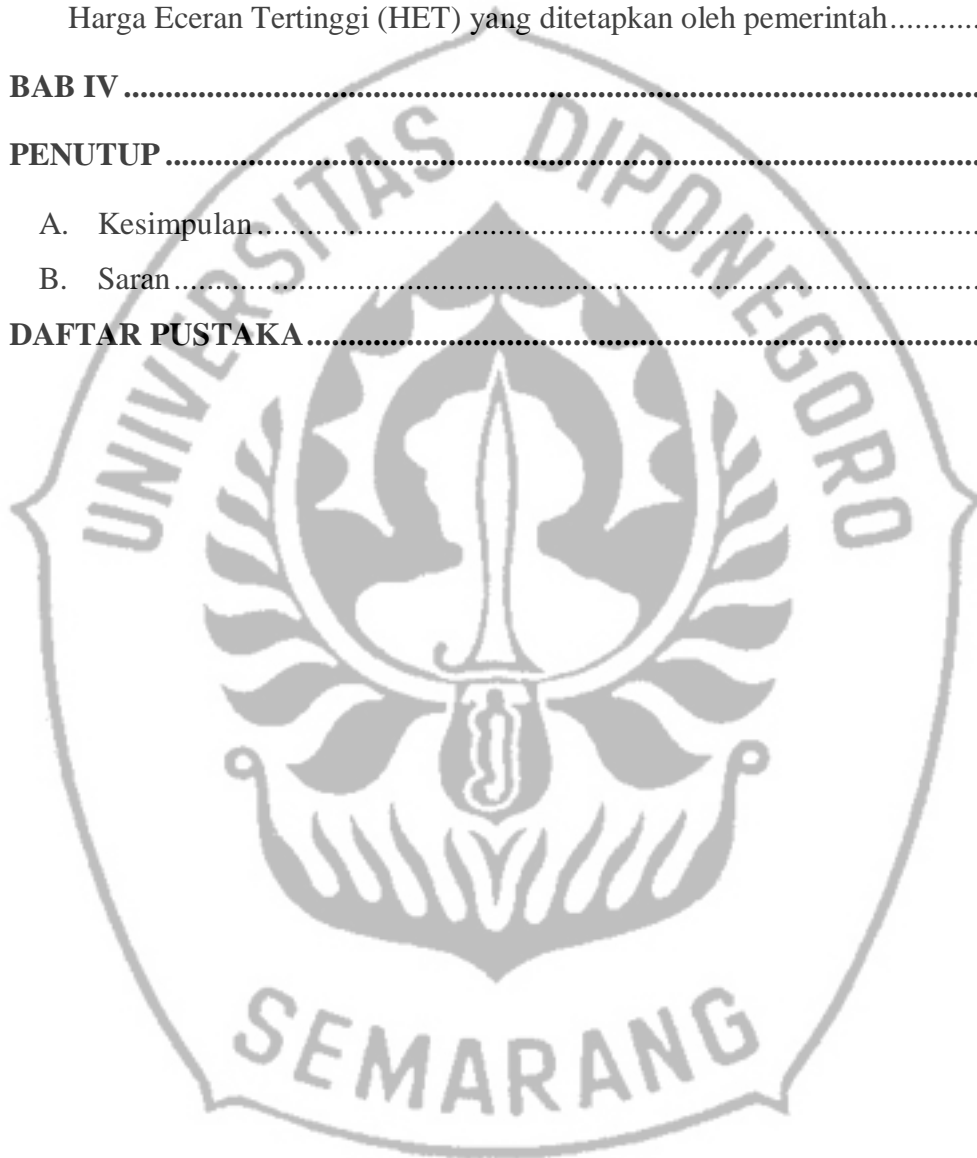 Harga Eceran Tertinggi (HET) yang ditetapkan oleh pemerintah...........
BAB IV..........................................................................
PENUTUP..........................................................................
A. Kesimpulan..........................................................................
B. Saran..........................................................................
DAFTAR PUSTAKA..........................................................................
UNIVERSITAS DIPONEGORO
SEMARANG